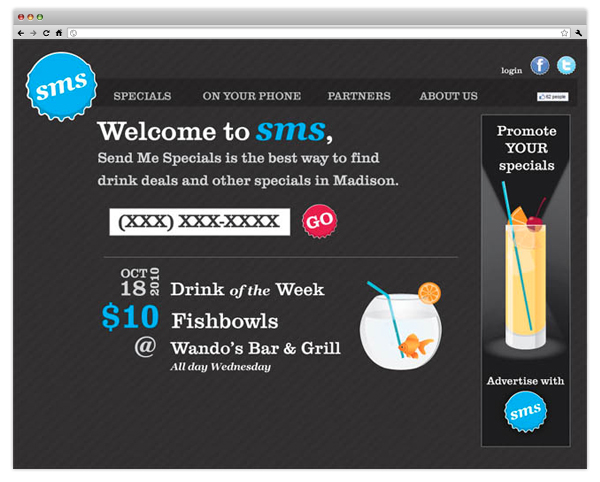 sms
login
SPECIALS ON YOUR PHONE PARTNERS ABOUT US
62 people
Welcome to sms,
Send Me Specials is the best way to find
drink deals and other specials in Madison.
(XXX) XXX-XXXX GO
OCT
18 2010
Drink of the Week
$10 Fishbowls
@ Wando's Bar & Grill
All day Wednesday
Promote
YOUR
specials
Advertise with
sms